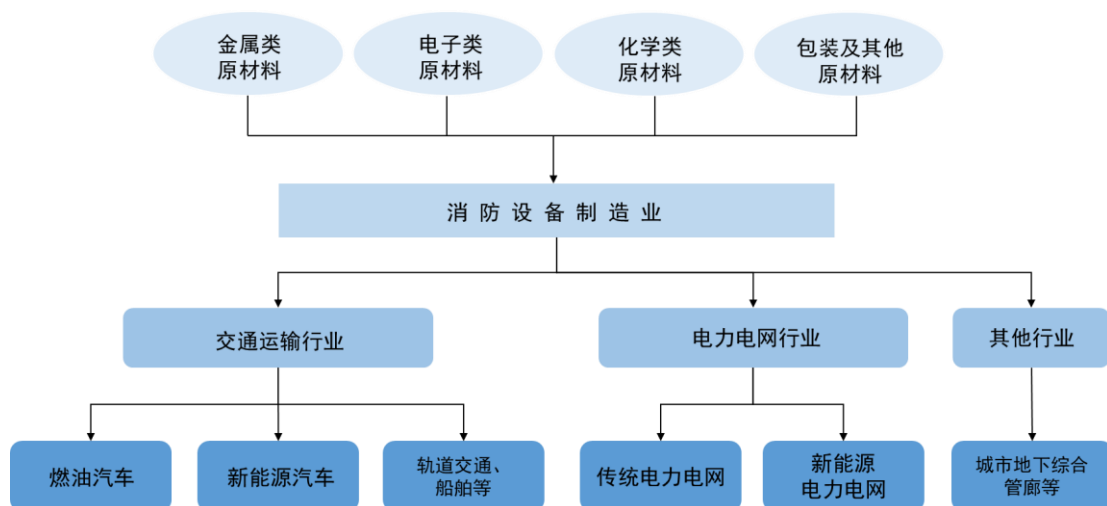 金属类
原材料
电子类
原材料
化学类
原材料
包装及其他
原材料
消防设备制造业
交通运输行业
电力电网行业
其他行业
燃油汽车
新能源汽车
轨道交通、
船舶等
传统电力电网
新能源
电力电网
城市地下综合
管廊等